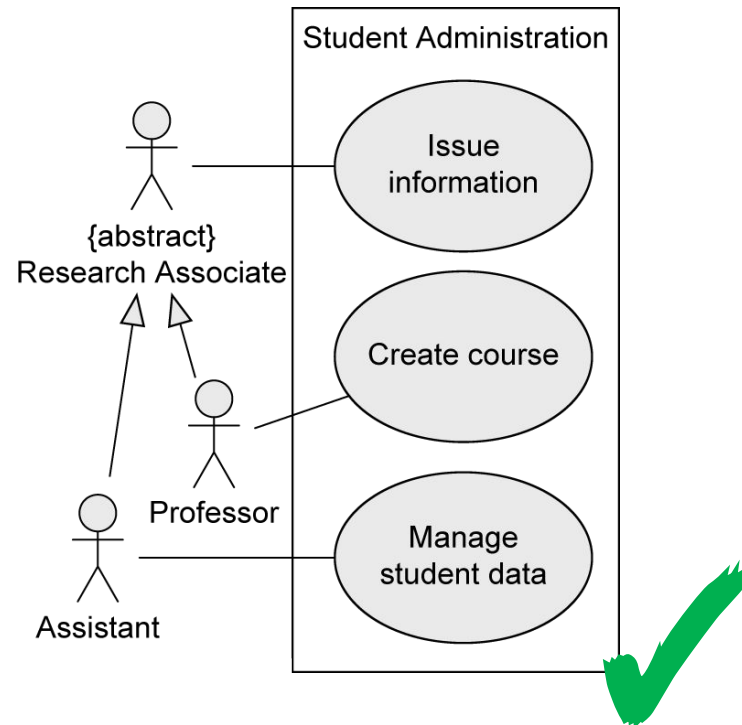 Student Administration
Issue
information
{abstract}
Research Associate
Create course
Professor
Manage
student data
Assistant